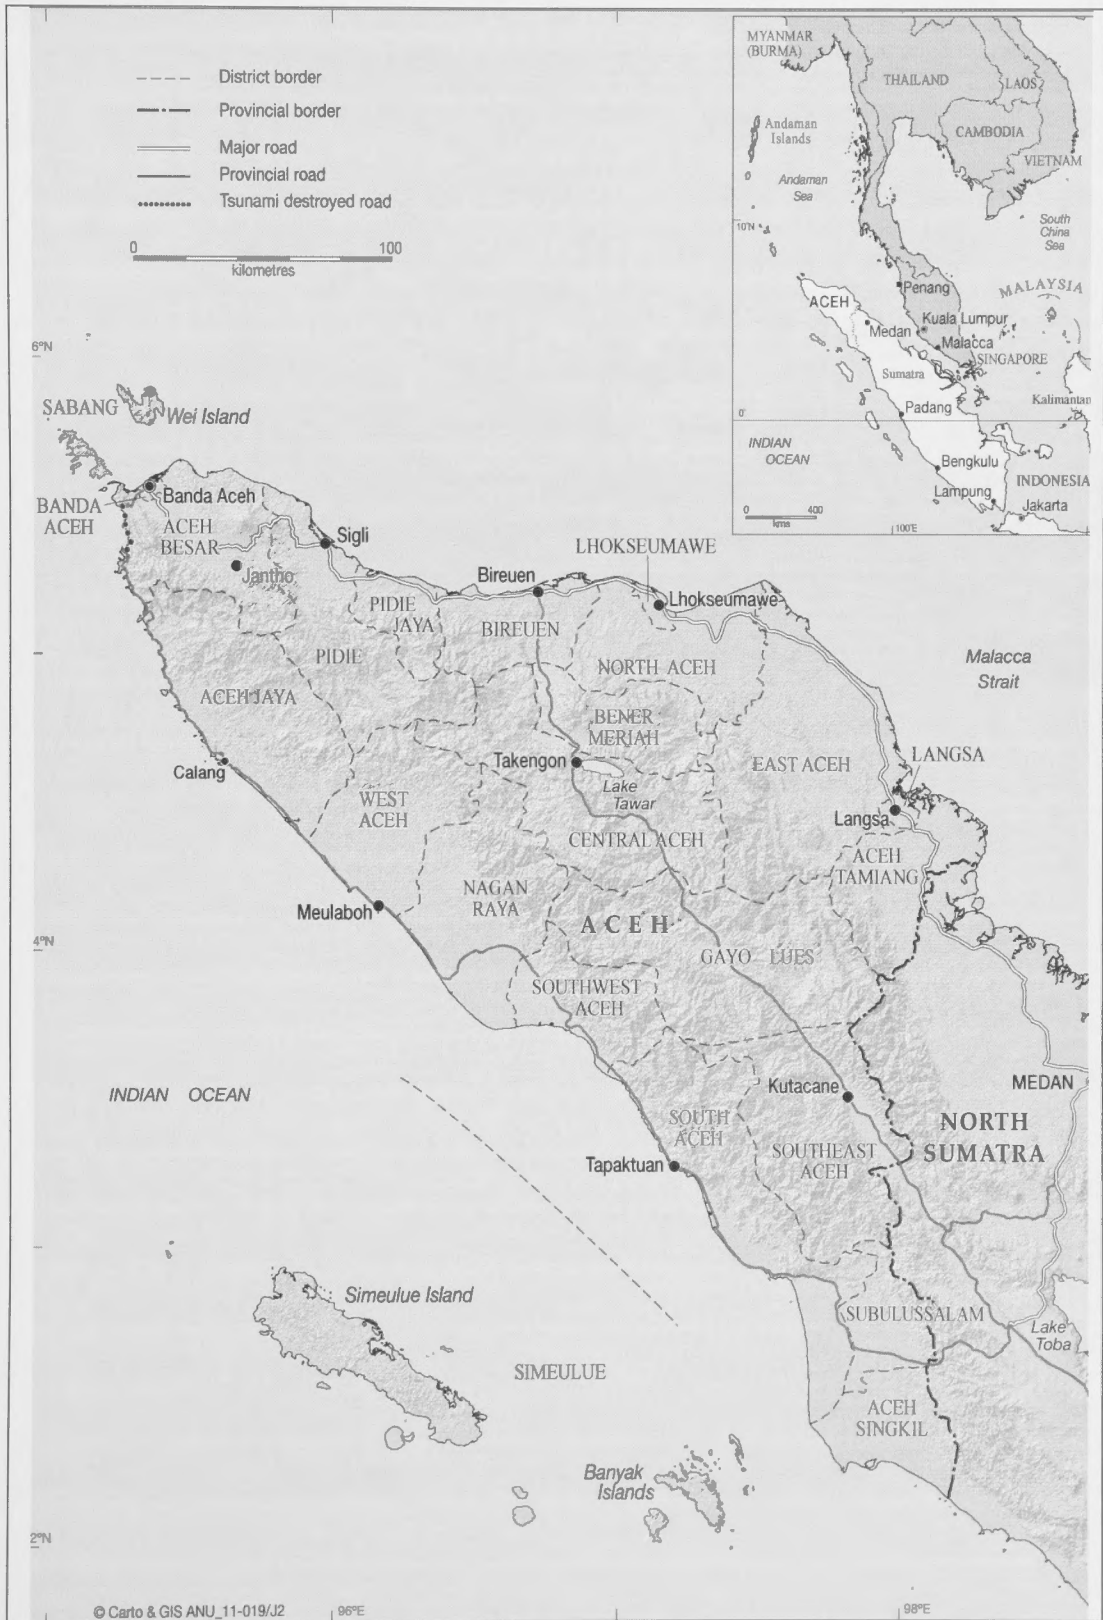 District border
Provincial border
Major road
Provincial road
Tsunami destroyed road
0 100
kilometres
MYANMAR
(BURMA)
THAILAND
LAOS
CAMBODIA
VIETNAM
Andaman
Islands
Andaman
Sea
South
China
Sea
10°N
Penang
MALAYSIA
ACEH
Kuala Lumpur
Medan
Malacca
SINGAPORE
Sumatra
Kalimantan
Padang
0°
INDIAN
OCEAN
Bengkulu
INDONESIA
Lampung
Jakarta
0 400
kms
100°E
6°N
SABANG
Wei Island
BANDA
ACEH
Banda Aceh
ACEH
BESAR
Sigli
Jantho
LHOKSEUMAWE
Bireuen
Lhokseumawe
PIDIE
JAYA
BIREUEN
PIDIE
NORTH ACEH
Malacca
Strait
ACEH JAYA
BENER
MERIAH
Calang
Takengon
Lake
Tawar
EAST ACEH
LANGSA
WEST
ACEH
Langsa
CENTRAL ACEH
ACEH
TAMIANG
NAGAN
RAYA
Meulaboh
ACEH
4°N
GAYO LUES
SOUTHWEST
ACEH
INDIAN OCEAN
Kutacane
MEDAN
SOUTH
ACEH
NORTH
SUMATRA
SOUTHEAST
ACEH
Tapaktuan
Simeulue Island
SUBULUSSALAM
Lake
Toba
SIMEULUE
ACEH
SINGKIL
Banyak
Islands
2°N
© Carto & GIS ANU_11-019/J2
96°E
98°E